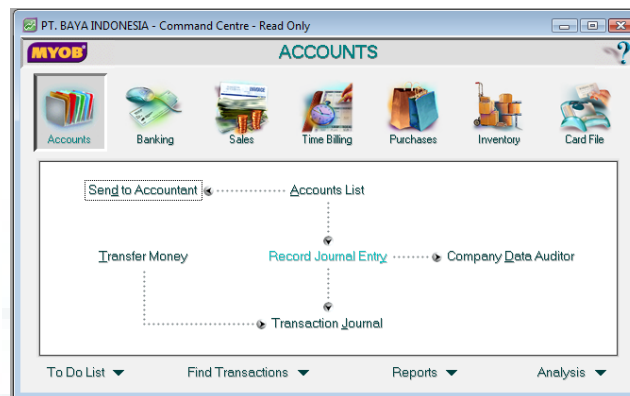 PT. BAYA INDONESIA - Command Centre - Read Only
MYOB
ACCOUNTS
Accounts
Banking
Sales
Time Billing
Purchases
Inventory
Card File
Send to Accountant
Accounts List
Transfer Money
Record Journal Entry
Company Data Auditor
Transaction Journal
To Do List
Find Transactions
Reports
Analysis